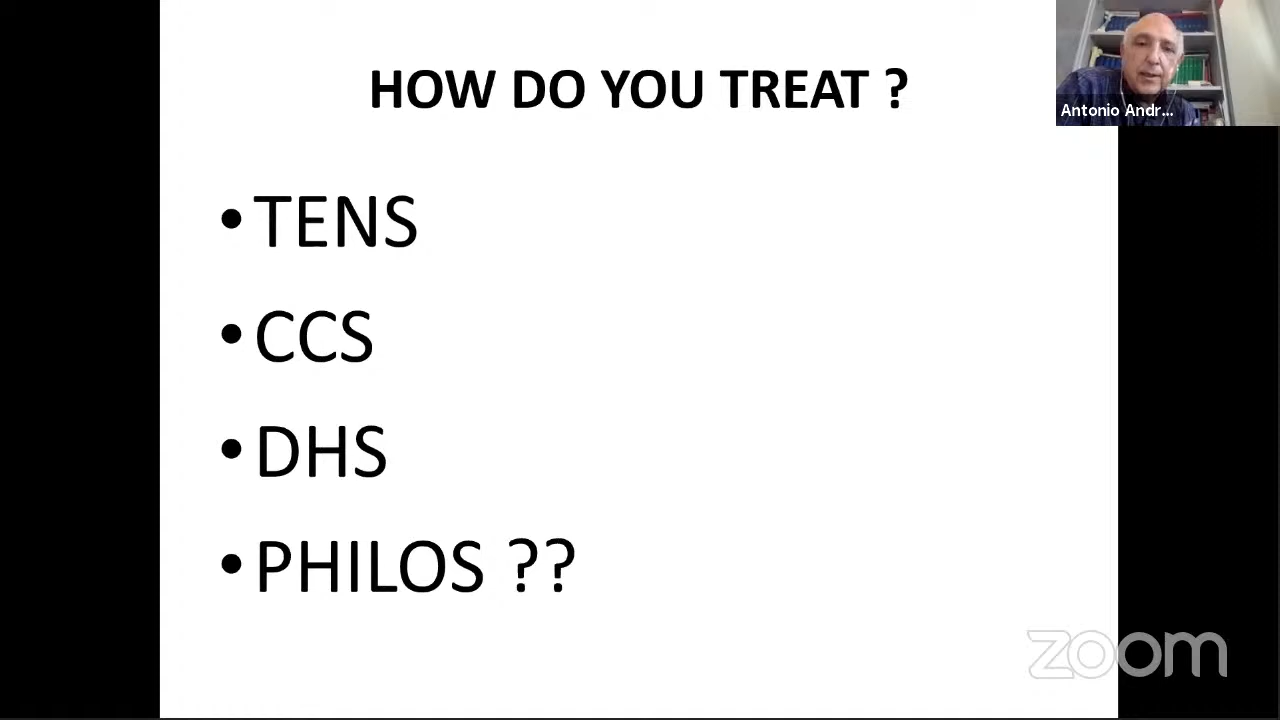 HOW DO YOU TREAT ?
Antonio Andr...
• TENS
• CCS
• DHS
• PHILOS ??
zoom